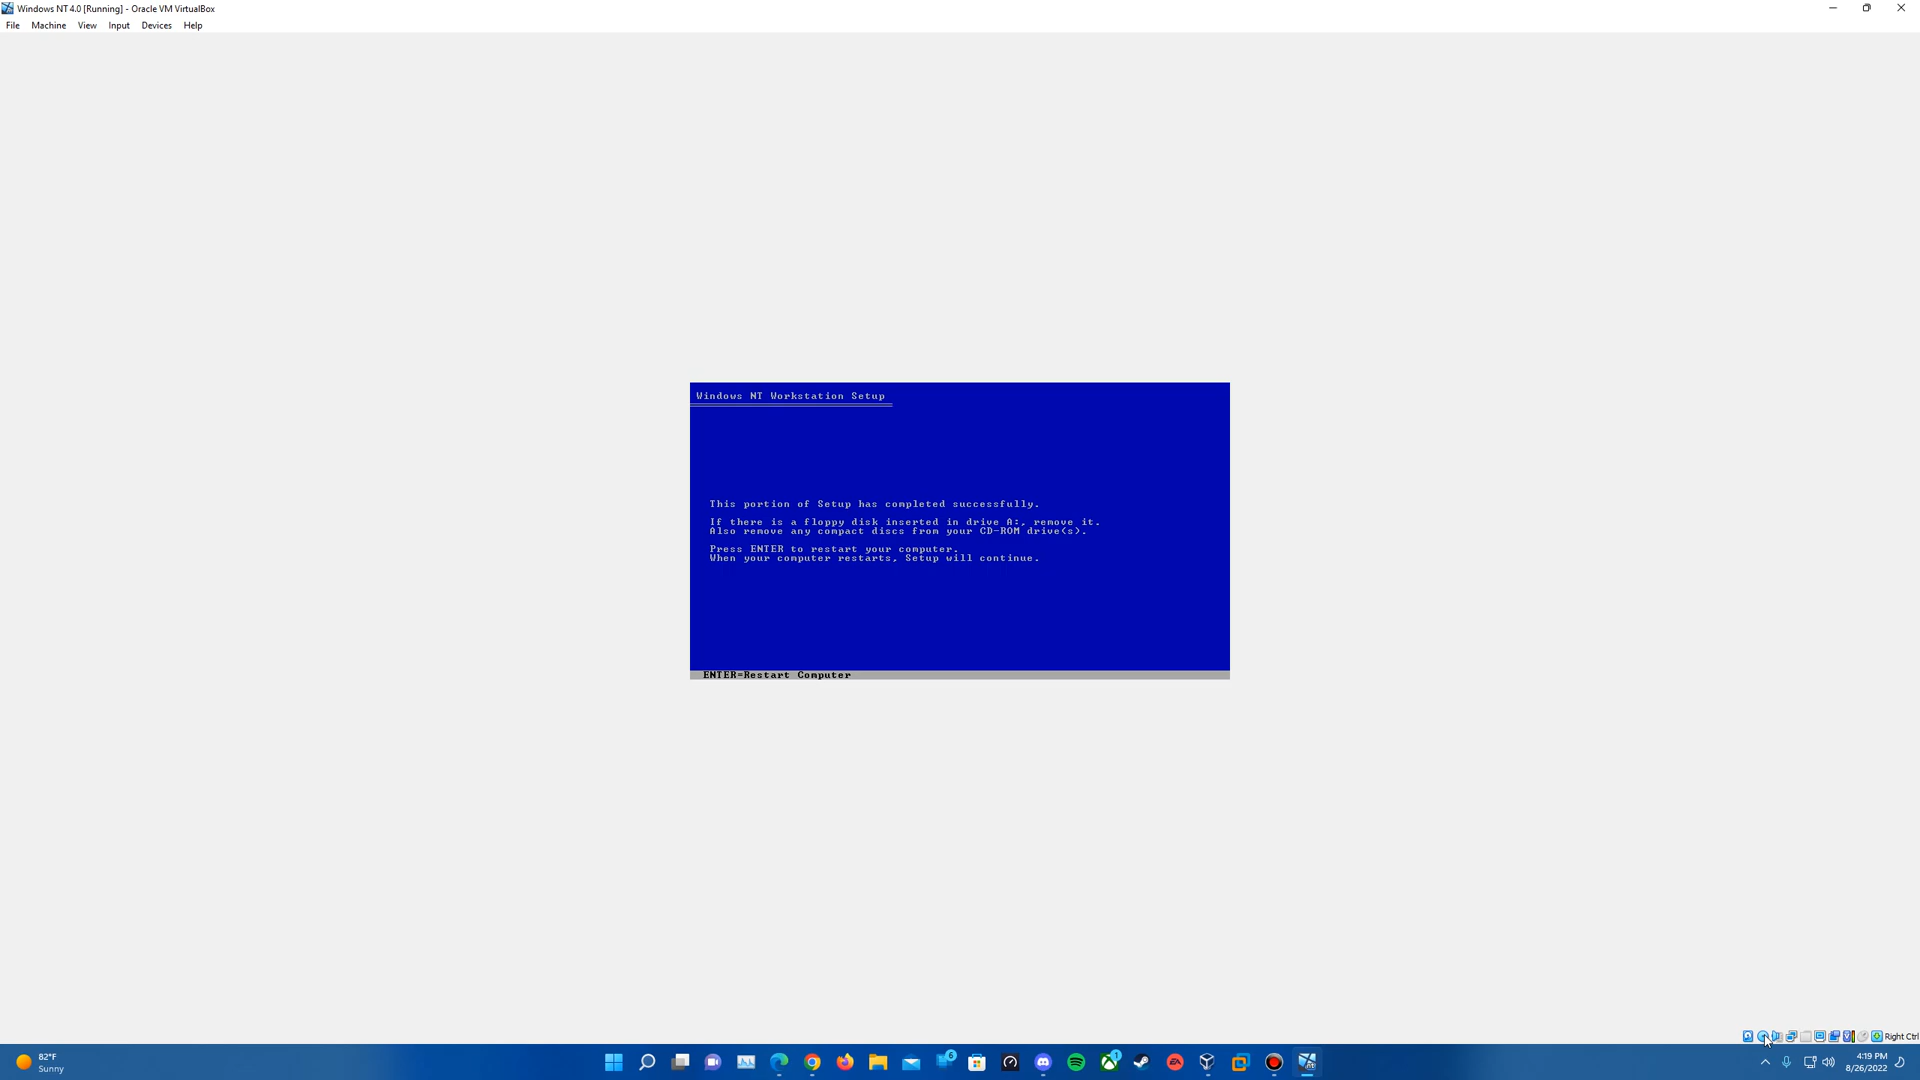 Windows NT 4.0 [Running] - Oracle VM VirtualBox
File Machine View Input Devices Help
Windows NT Workstation Setup
This portion of Setup has completed successfully.
If there is a floppy disk inserted in drive A:, remove it.
Also remove any compact discs from your CD-ROM drive(s).
Press ENTER to restart your computer.
When your computer restarts, Setup will continue.
ENTER=Restart Computer
Right Ctrl
82°F
Sunny
6
1
EA
4:19 PM
8/26/2022